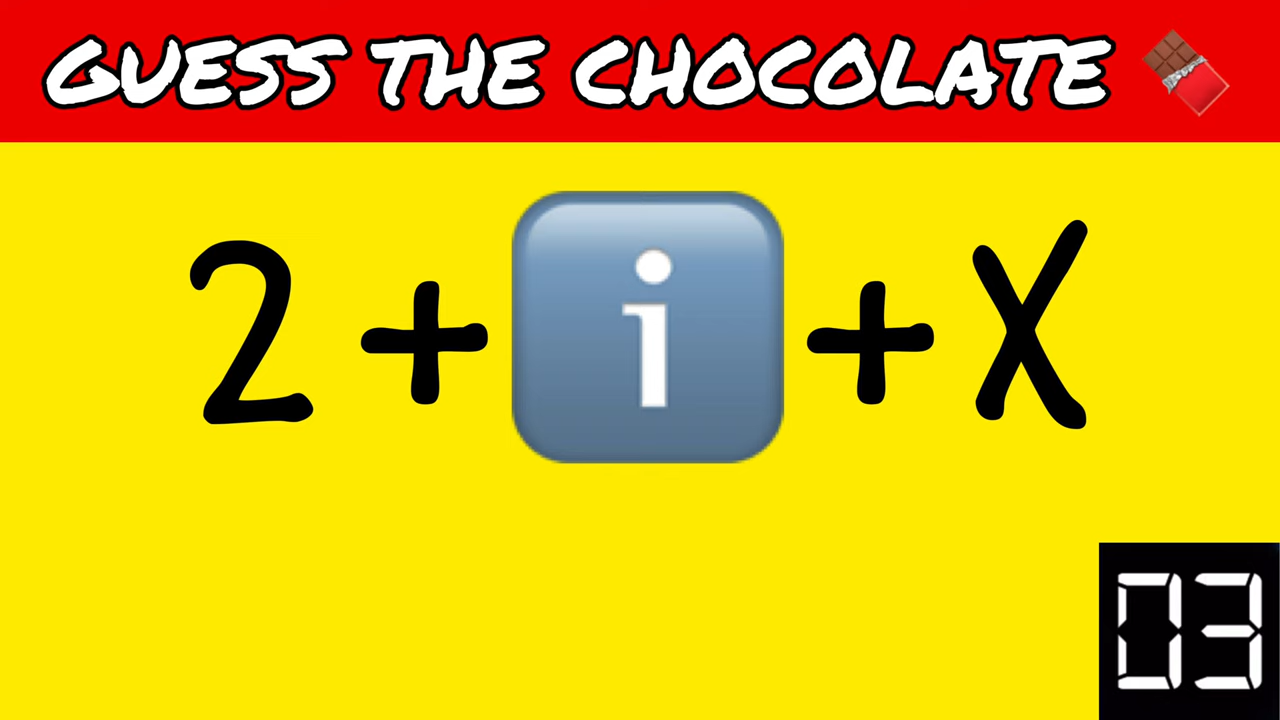 GUESS THE CHOCOLATE
2 + i + X
03